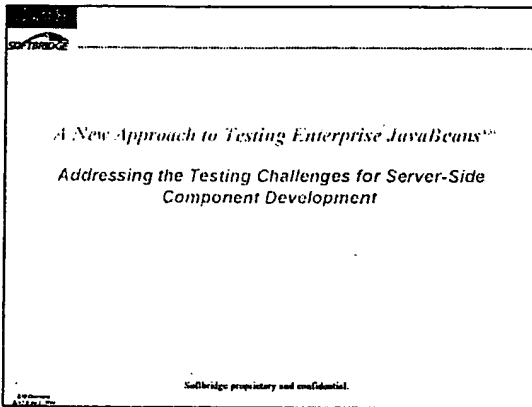 SOFTBRIDGE
A New Approach to Testing Enterprise JavaBeans℠
Addressing the Testing Challenges for Server-Side
Component Development
Softbridge proprietary and confidential.